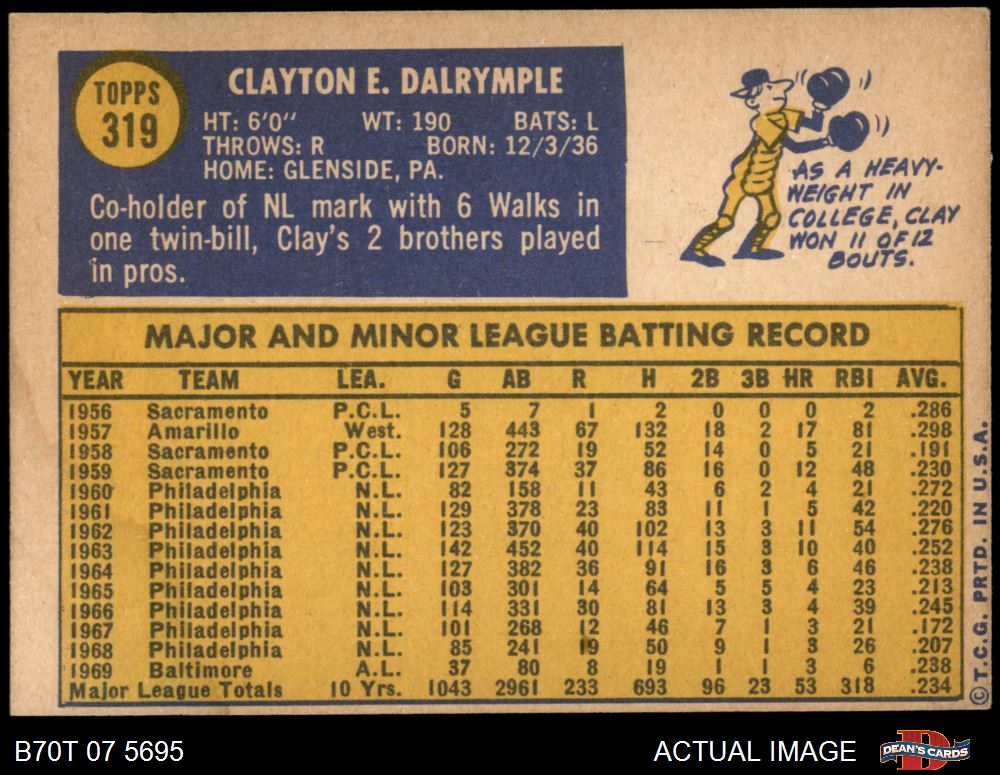 TOPPS
319
CLAYTON E. DALRYMPLE
HT: 6'0" WT: 190 BATS: L
THROWS: R BORN: 12/3/36
HOME: GLENSIDE, PA.
Co-holder of NL mark with 6 Walks in
one twin-bill, Clay's 2 brothers played
in pros.
AS A HEAVY-
WEIGHT IN
COLLEGE, CLAY
WON 11 OF 12
BOUTS.
MAJOR AND MINOR LEAGUE BATTING RECORD
YEAR TEAM LEA. G AB R H 2B 3B HR RBI AVG.
1956 Sacramento P.C.L. 5 7 1 2 0 0 0 2 .286
1957 Amarillo West. 128 443 67 132 18 2 17 81 .298
1958 Sacramento P.C.L. 106 272 19 52 14 0 5 21 .191
1959 Sacramento P.C.L. 127 374 37 86 16 0 12 48 .230
1960 Philadelphia N.L. 82 158 11 43 6 2 4 21 .272
1961 Philadelphia N.L. 129 378 23 83 11 1 5 42 .220
1962 Philadelphia N.L. 123 370 40 102 13 3 11 54 .276
1963 Philadelphia N.L. 142 452 40 114 15 3 10 40 .252
1964 Philadelphia N.L. 127 382 36 91 16 3 6 46 .238
1965 Philadelphia N.L. 103 301 14 64 5 5 4 23 .213
1966 Philadelphia N.L. 114 331 30 81 13 3 4 39 .245
1967 Philadelphia N.L. 101 268 12 46 7 1 3 21 .172
1968 Philadelphia N.L. 85 241 19 50 9 1 3 26 .207
1969 Baltimore A.L. 37 80 8 19 1 1 3 6 .238
Major League Totals 10 Yrs. 1043 2961 233 693 96 23 53 318 .234
© T.C.G. PRTD. IN U.S.A.
B70T 07 5695
ACTUAL IMAGE
DEAN'S CARDS